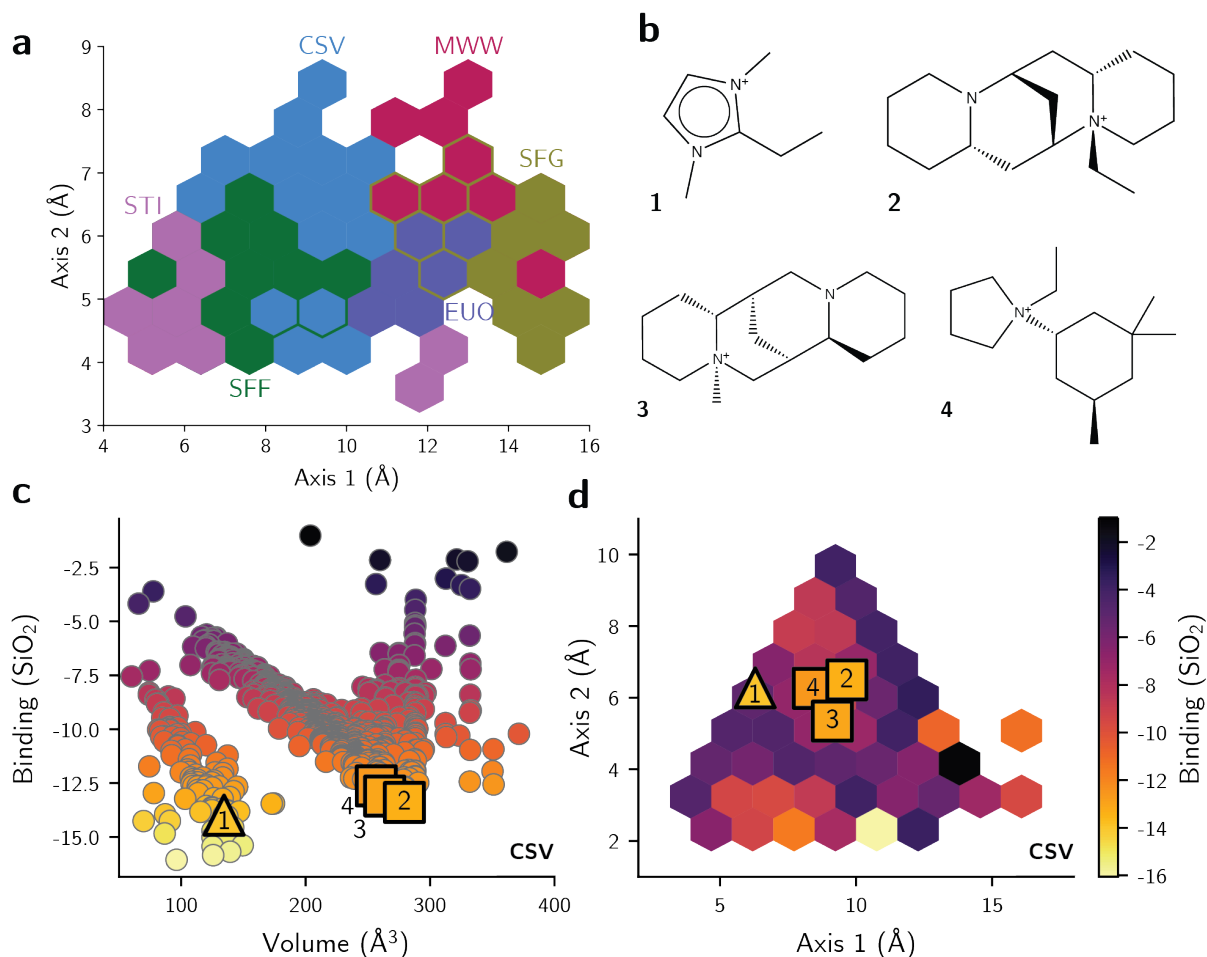 a
CSV
MWW
SFG
STI
EUO
SFF
9
8
7
6
5
4
3
4
6
8
10
12
14
16
Axis 2 (Å)
Axis 1 (Å)
b
N⁺
N
1
N
N⁺
2
N
N⁺
3
N⁺
4
c
-2.5
-5.0
-7.5
-10.0
-12.5
-15.0
Binding (SiO₂)
4
2
1
3
CSV
100
200
300
400
Volume (Å³)
d
10
8
6
4
2
Axis 2 (Å)
1
4
2
3
CSV
5
10
15
Axis 1 (Å)
-2
-4
-6
-8
-10
-12
-14
-16
Binding (SiO₂)